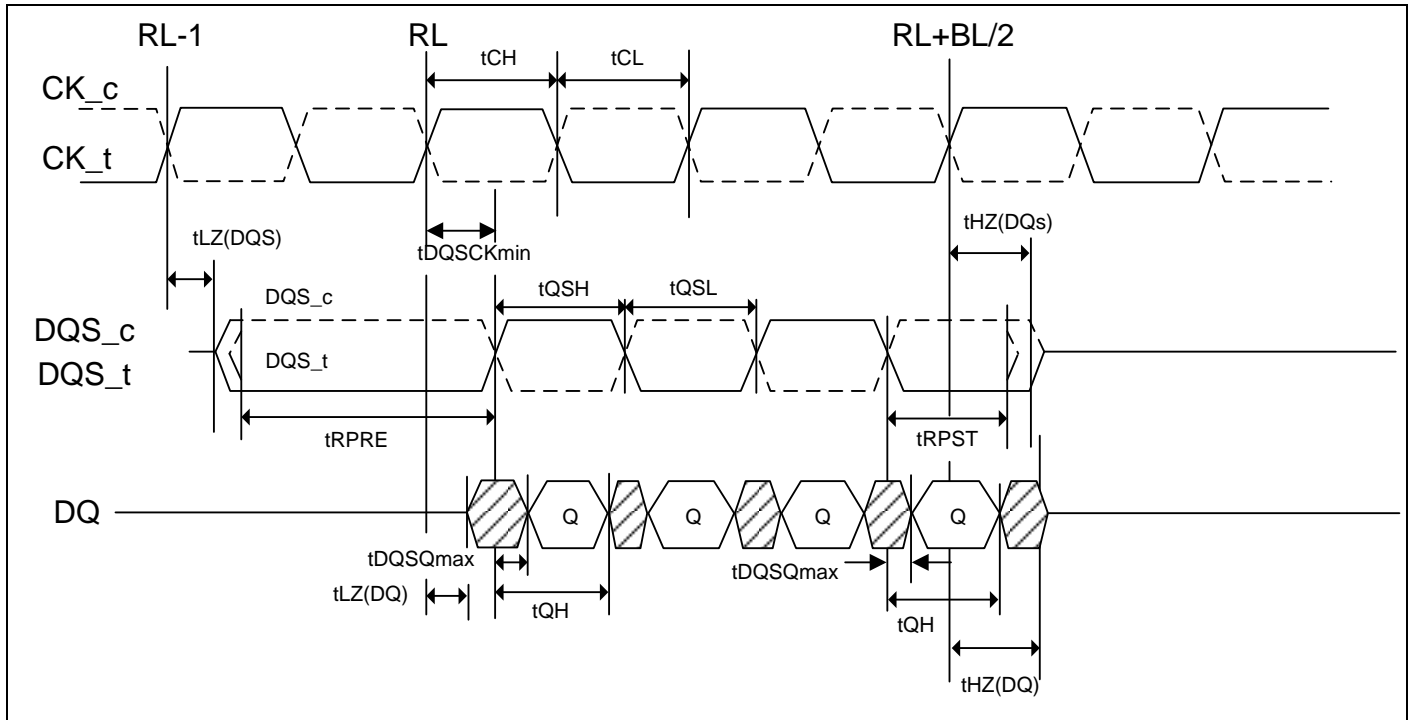 RL-1 RL RL+BL/2
tCH tCL
CK_c
CK_t
tLZ(DQS) tDQSCKmin tHZ(DQs)
DQS_c tQSH tQSL
DQS_c
DQS_t
DQS_t
tRPRE tRPST
DQ Q Q Q Q
tDQSQmax tDQSQmax
tLZ(DQ) tQH tQH
tHZ(DQ)